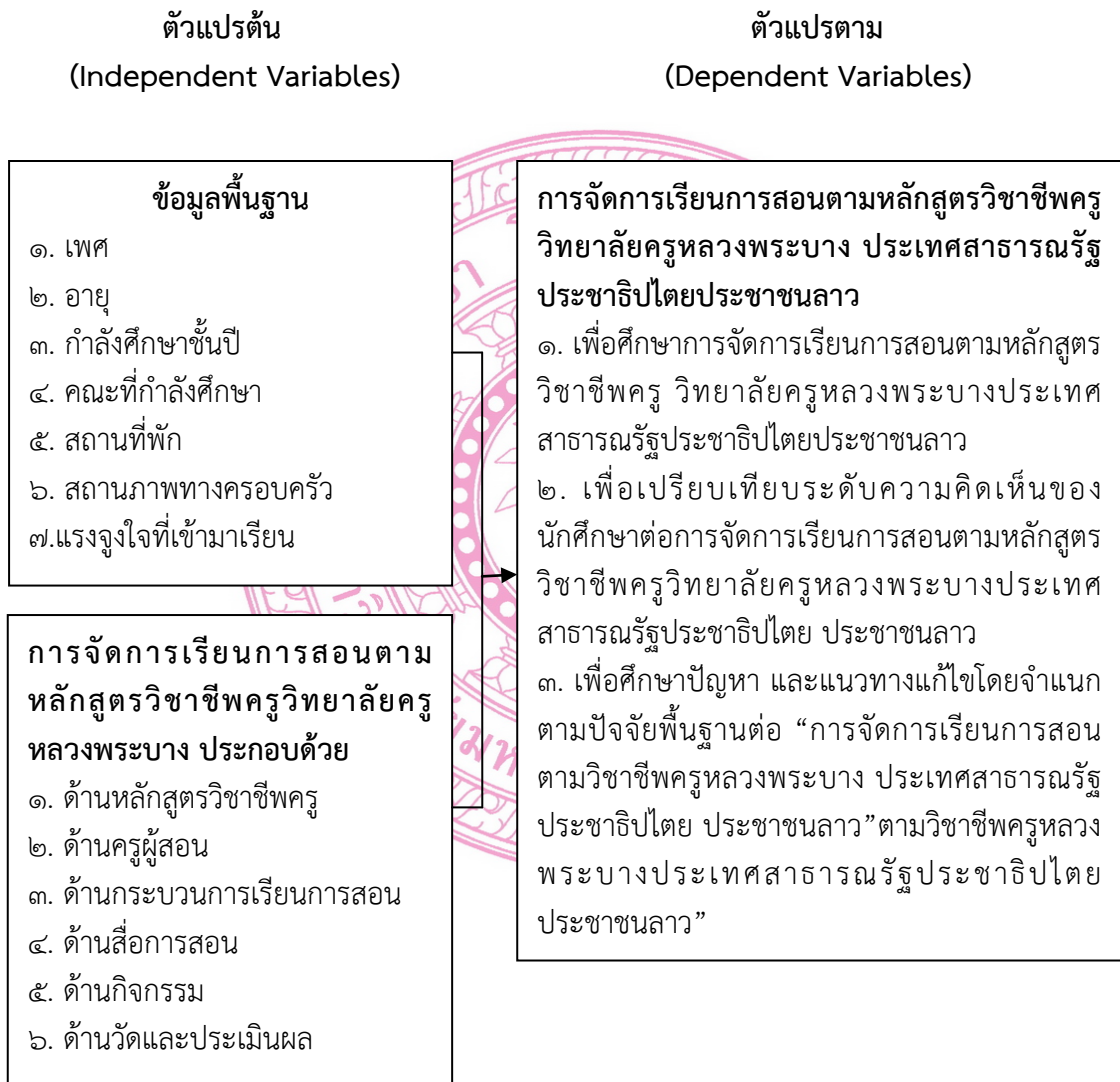 ตัวแปรต้น
(Independent Variables)
ตัวแปรตาม
(Dependent Variables)
ข้อมูลพื้นฐาน
๑. เพศ
๒. อายุ
๓. กำลังศึกษาชั้นปี
๔. คณะที่กำลังศึกษา
๕. สถานที่พัก
๖. สถานภาพทางครอบครัว
๗.แรงจูงใจที่เข้ามาเรียน
การจัดการเรียนการสอนตาม
หลักสูตรวิชาชีพครูวิทยาลัยครู
หลวงพระบาง ประกอบด้วย
๑. ด้านหลักสูตรวิชาชีพครู
๒. ด้านครูผู้สอน
๓. ด้านกระบวนการเรียนการสอน
๔. ด้านสื่อการสอน
๕. ด้านกิจกรรม
๖. ด้านวัดและประเมินผล
การจัดการเรียนการสอนตามหลักสูตรวิชาชีพครู
วิทยาลัยครูหลวงพระบาง ประเทศสาธารณรัฐ
ประชาธิปไตยประชาชนลาว
๑. เพื่อศึกษาการจัดการเรียนการสอนตามหลักสูตร
วิชาชีพครู วิทยาลัยครูหลวงพระบางประเทศ
สาธารณรัฐประชาธิปไตยประชาชนลาว
๒. เพื่อเปรียบเทียบระดับความคิดเห็นของ
นักศึกษาต่อการจัดการเรียนการสอนตามหลักสูตร
วิชาชีพครูวิทยาลัยครูหลวงพระบางประเทศ
สาธารณรัฐประชาธิปไตย ประชาชนลาว
๓. เพื่อศึกษาปัญหา และแนวทางแก้ไขโดยจำแนก
ตามปัจจัยพื้นฐานต่อ “การจัดการเรียนการสอน
ตามวิชาชีพครูหลวงพระบาง ประเทศสาธารณรัฐ
ประชาธิปไตย ประชาชนลาว”ตามวิชาชีพครูหลวง
พระบางประเทศสาธารณรัฐประชาธิปไตย
ประชาชนลาว”